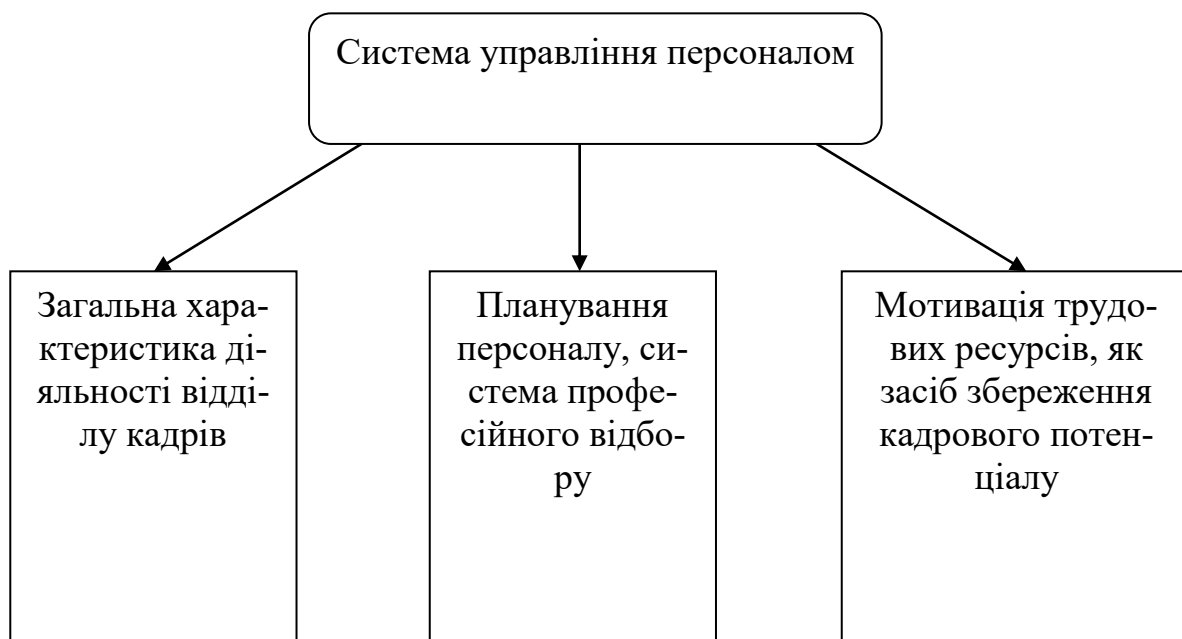 Система управління персоналом
Загальна хара-
ктеристика ді-
яльності відді-
лу кадрів
Планування
персоналу, си-
стема профе-
сійного відбо-
ру
Мотивація трудо-
вих ресурсів, як
засіб збереження
кадрового потен-
ціалу